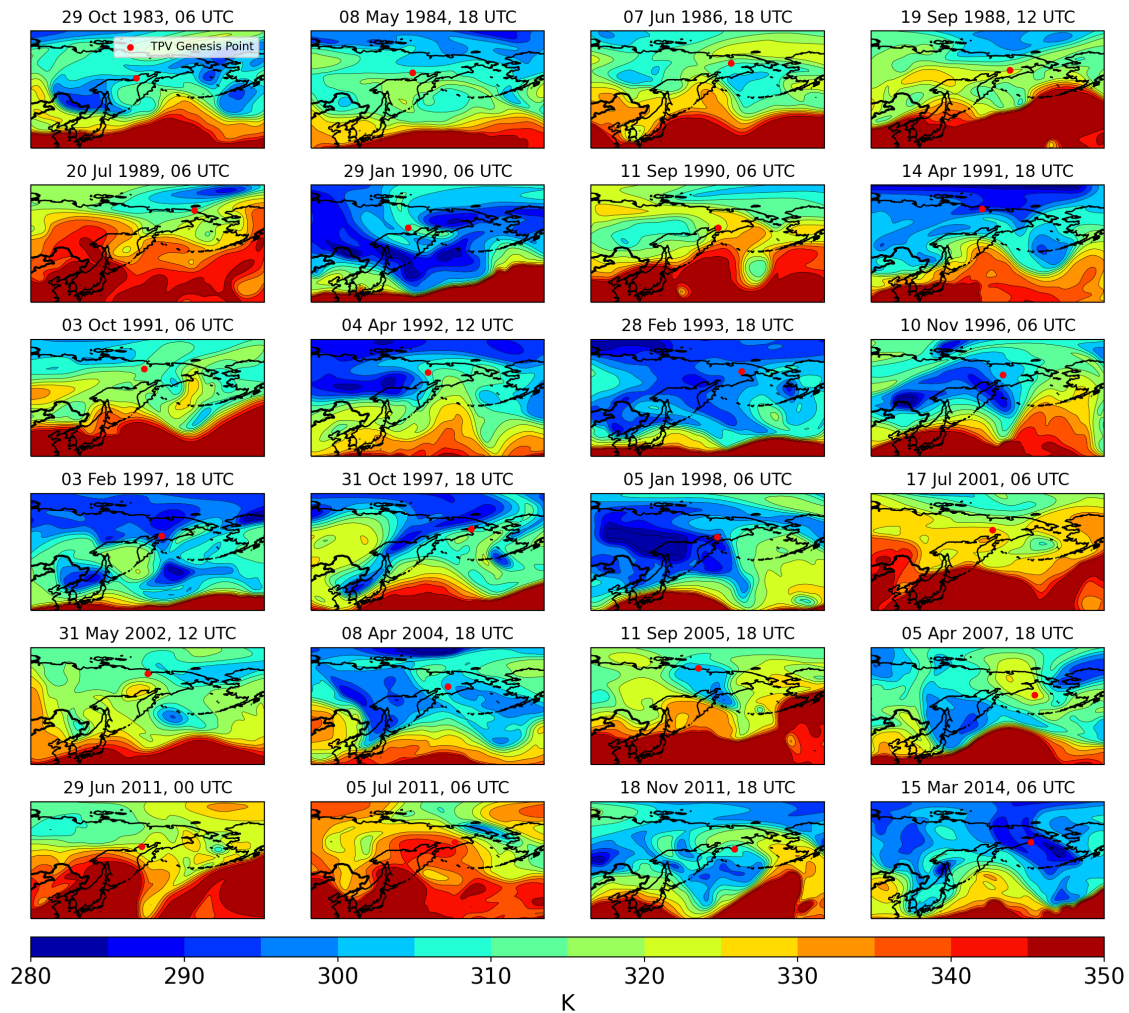 29 Oct 1983, 06 UTC
08 May 1984, 18 UTC
07 Jun 1986, 18 UTC
19 Sep 1988, 12 UTC
TPV Genesis Point
20 Jul 1989, 06 UTC
29 Jan 1990, 06 UTC
11 Sep 1990, 06 UTC
14 Apr 1991, 18 UTC
03 Oct 1991, 06 UTC
04 Apr 1992, 12 UTC
28 Feb 1993, 18 UTC
10 Nov 1996, 06 UTC
03 Feb 1997, 18 UTC
31 Oct 1997, 18 UTC
05 Jan 1998, 06 UTC
17 Jul 2001, 06 UTC
31 May 2002, 12 UTC
08 Apr 2004, 18 UTC
11 Sep 2005, 18 UTC
05 Apr 2007, 18 UTC
29 Jun 2011, 00 UTC
05 Jul 2011, 06 UTC
18 Nov 2011, 18 UTC
15 Mar 2014, 06 UTC
280 290 300 310 320 330 340 350
K